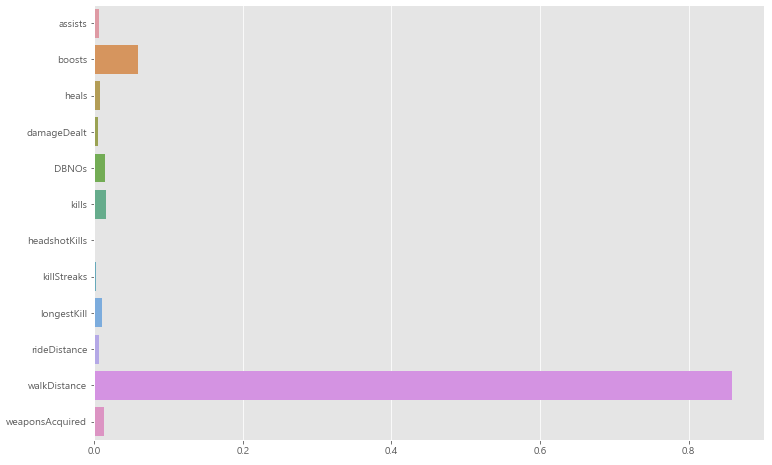 assists
boosts
heals
damageDealt
DBNOs
kills
headshotKills
killStreaks
longestKill
rideDistance
walkDistance
weaponsAcquired
0.0 0.2 0.4 0.6 0.8